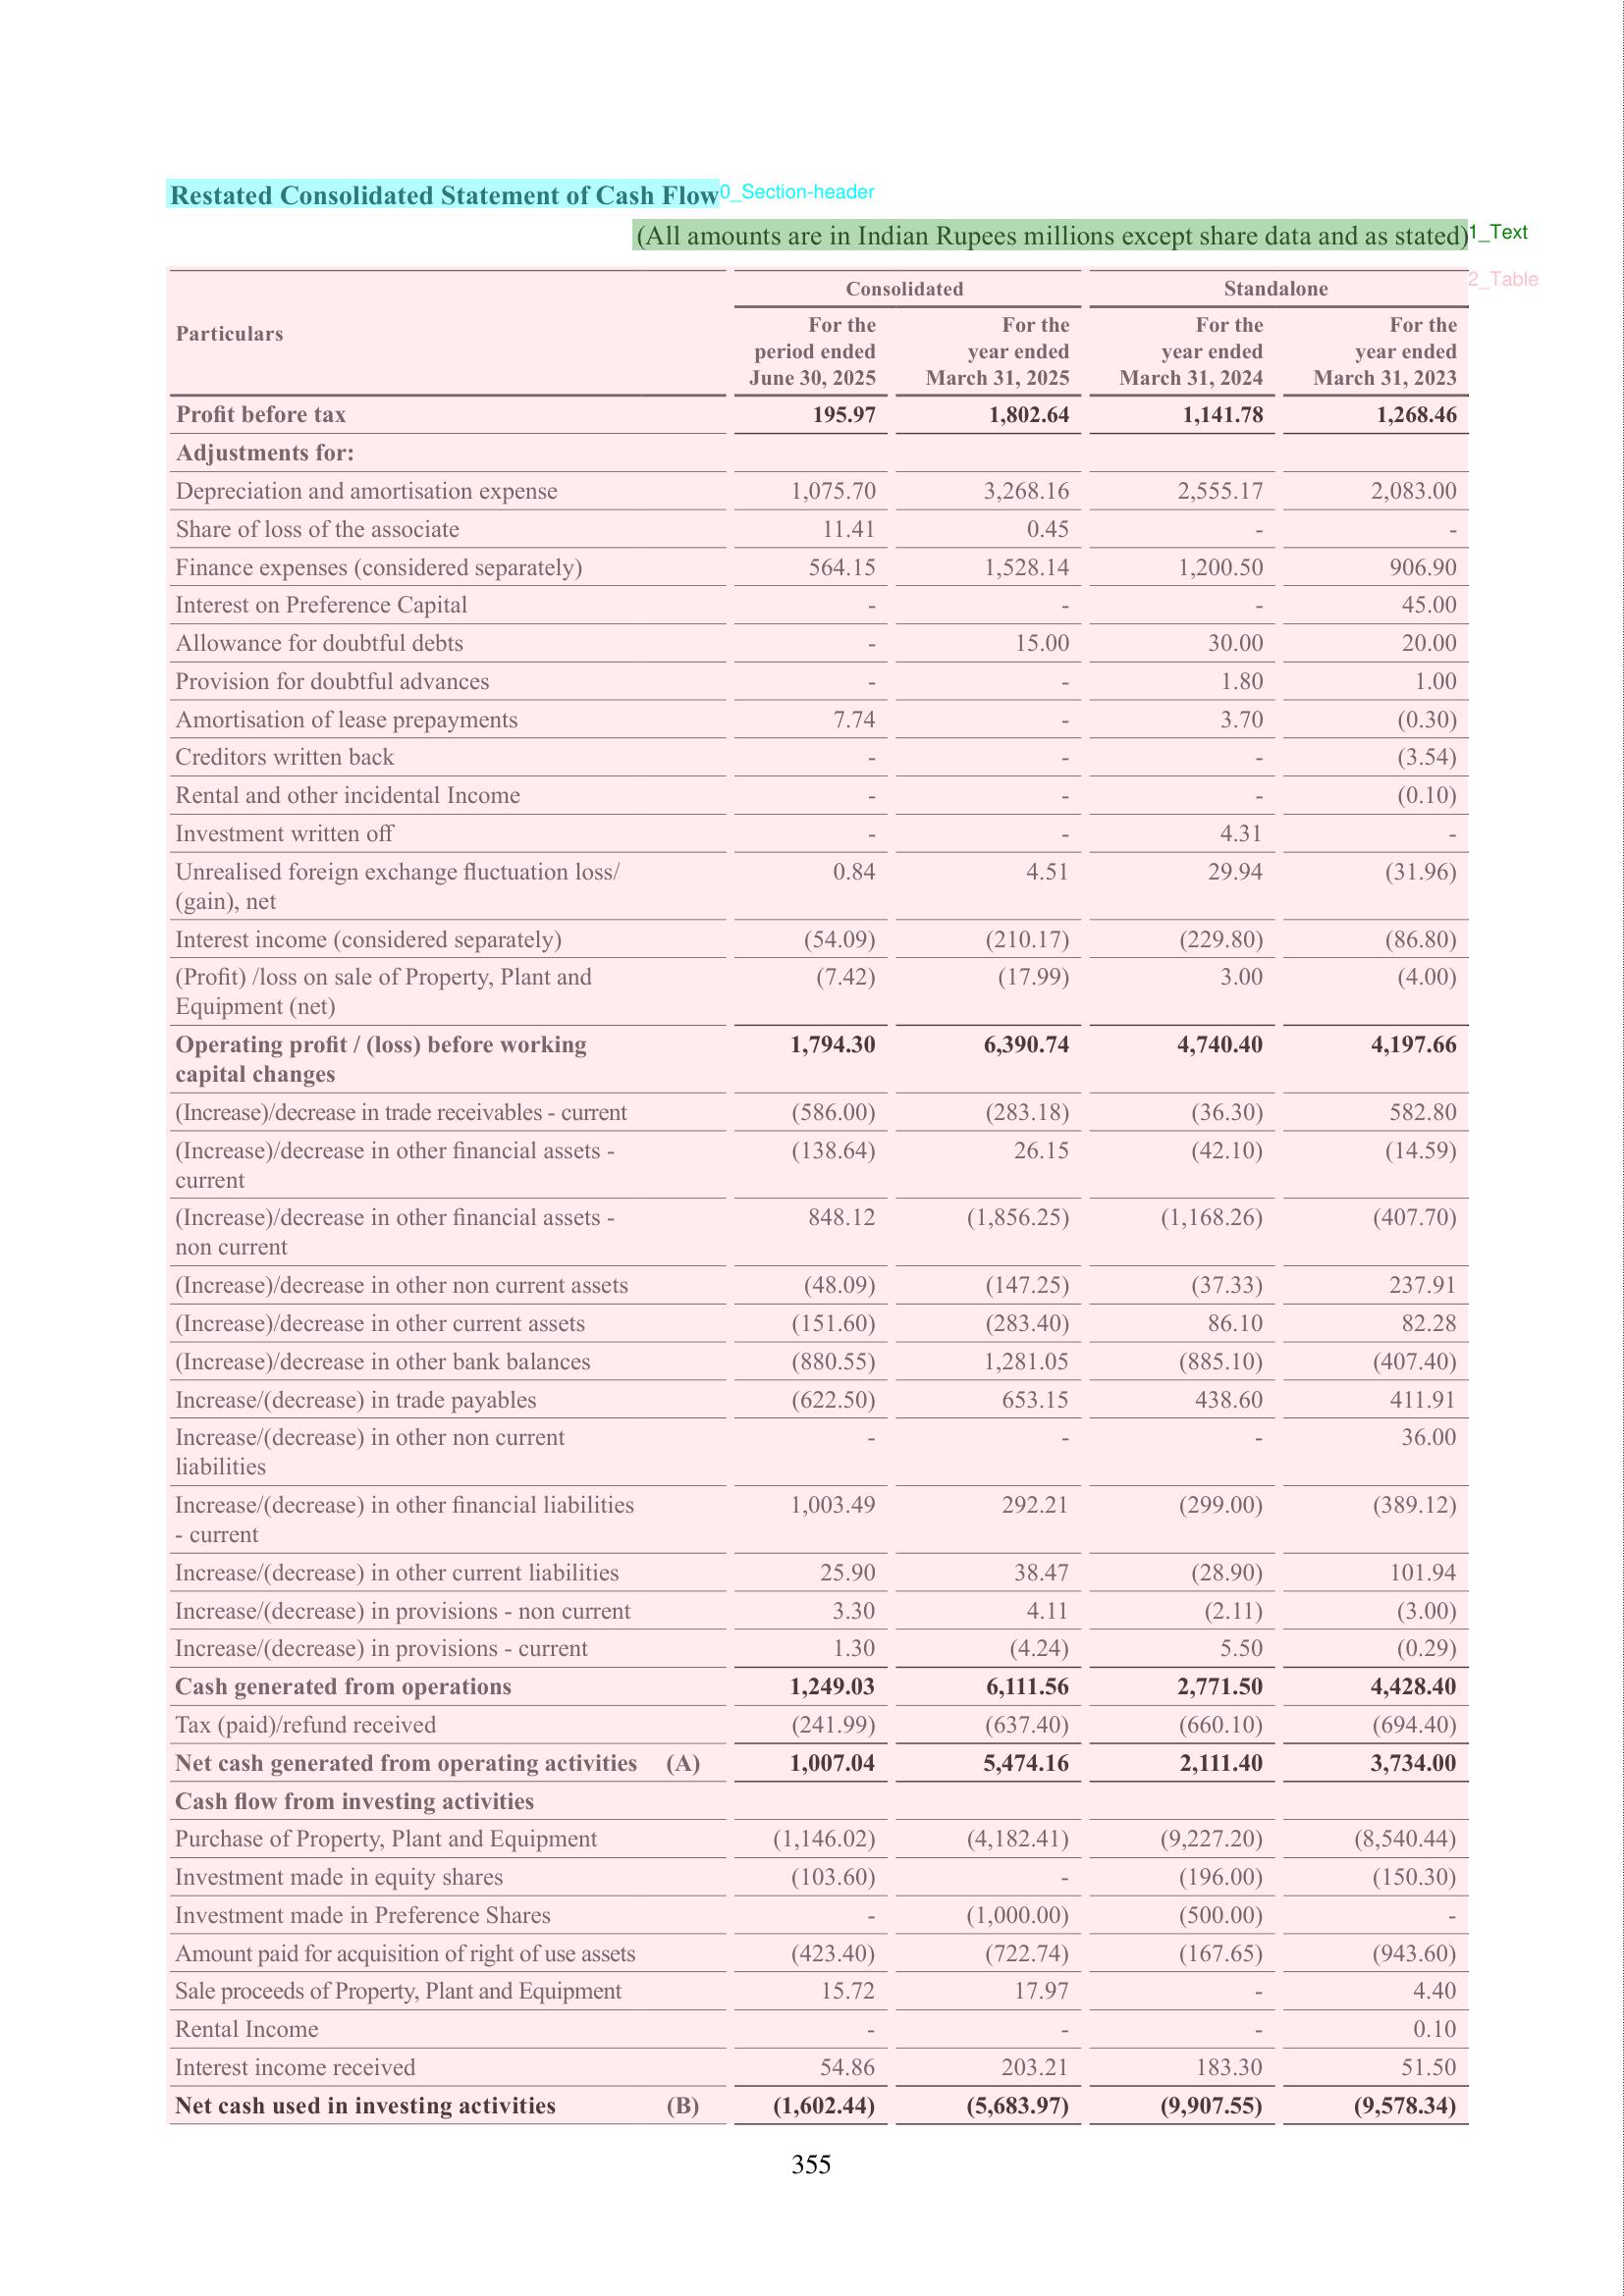 Restated Consolidated Statement of Cash Flow 0_Section-header
(All amounts are in Indian Rupees millions except share data and as stated) 1_Text
2_Table
Consolidated Standalone
Particulars
For the For the For the For the
period ended year ended year ended year ended
June 30, 2025 March 31, 2025 March 31, 2024 March 31, 2023
Profit before tax 195.97 1,802.64 1,141.78 1,268.46
Adjustments for:
Depreciation and amortisation expense 1,075.70 3,268.16 2,555.17 2,083.00
Share of loss of the associate 11.41 0.45 - -
Finance expenses (considered separately) 564.15 1,528.14 1,200.50 906.90
Interest on Preference Capital - - - 45.00
Allowance for doubtful debts - 15.00 30.00 20.00
Provision for doubtful advances - - 1.80 1.00
Amortisation of lease prepayments 7.74 - 3.70 (0.30)
Creditors written back - - - (3.54)
Rental and other incidental Income - - - (0.10)
Investment written off - - 4.31 -
Unrealised foreign exchange fluctuation loss/ 0.84 4.51 29.94 (31.96)
(gain), net
Interest income (considered separately) (54.09) (210.17) (229.80) (86.80)
(Profit) /loss on sale of Property, Plant and (7.42) (17.99) 3.00 (4.00)
Equipment (net)
Operating profit / (loss) before working 1,794.30 6,390.74 4,740.40 4,197.66
capital changes
(Increase)/decrease in trade receivables - current (586.00) (283.18) (36.30) 582.80
(Increase)/decrease in other financial assets - (138.64) 26.15 (42.10) (14.59)
current
(Increase)/decrease in other financial assets - 848.12 (1,856.25) (1,168.26) (407.70)
non current
(Increase)/decrease in other non current assets (48.09) (147.25) (37.33) 237.91
(Increase)/decrease in other current assets (151.60) (283.40) 86.10 82.28
(Increase)/decrease in other bank balances (880.55) 1,281.05 (885.10) (407.40)
Increase/(decrease) in trade payables (622.50) 653.15 438.60 411.91
Increase/(decrease) in other non current - - - 36.00
liabilities
Increase/(decrease) in other financial liabilities 1,003.49 292.21 (299.00) (389.12)
- current
Increase/(decrease) in other current liabilities 25.90 38.47 (28.90) 101.94
Increase/(decrease) in provisions - non current 3.30 4.11 (2.11) (3.00)
Increase/(decrease) in provisions - current 1.30 (4.24) 5.50 (0.29)
Cash generated from operations 1,249.03 6,111.56 2,771.50 4,428.40
Tax (paid)/refund received (241.99) (637.40) (660.10) (694.40)
Net cash generated from operating activities (A) 1,007.04 5,474.16 2,111.40 3,734.00
Cash flow from investing activities
Purchase of Property, Plant and Equipment (1,146.02) (4,182.41) (9,227.20) (8,540.44)
Investment made in equity shares (103.60) - (196.00) (150.30)
Investment made in Preference Shares - (1,000.00) (500.00) -
Amount paid for acquisition of right of use assets (423.40) (722.74) (167.65) (943.60)
Sale proceeds of Property, Plant and Equipment 15.72 17.97 - 4.40
Rental Income - - - 0.10
Interest income received 54.86 203.21 183.30 51.50
Net cash used in investing activities (B) (1,602.44) (5,683.97) (9,907.55) (9,578.34)
355